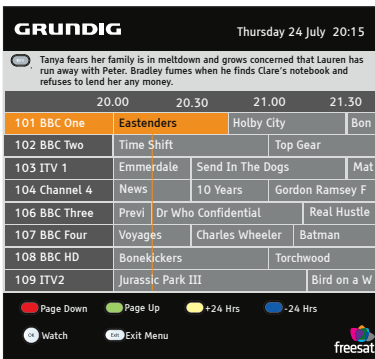 GRUNDIG Thursday 24 July 20:15
Tanya fears her family is in meltdown and grows concerned that Lauren has
run away with Peter. Bradley fumes when he finds Clare's notebook and
refuses to lend her any money.
20.00 20.30 21.00 21.30
101 BBC One Eastenders Holby City Bon
102 BBC Two Time Shift Top Gear
103 ITV 1 Emmerdale Send In The Dogs Mat
104 Channel 4 News 10 Years Gordon Ramsey F
106 BBC Three Previ Dr Who Confidential Real Hustle
107 BBC Four Voyages Charles Wheeler Batman
108 BBC HD Bonekickers Torchwood
109 ITV2 Jurassic Park III Bird on a W
Page Down Page Up +24 Hrs -24 Hrs
OK Watch Exit Exit Menu
freesat